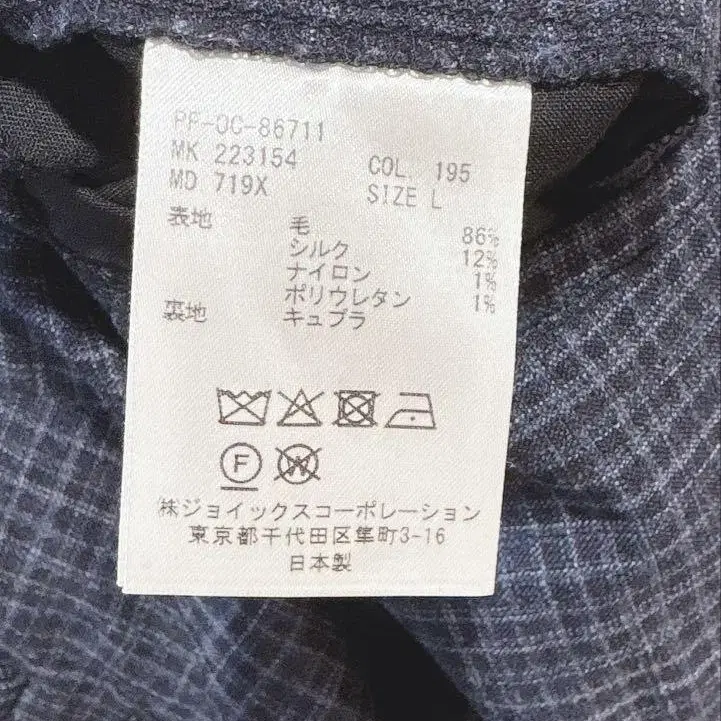 PF-OC-86711
MK 223154 COL. 195
MD 719X SIZE L
表地 毛 86%
シルク 12%
ナイロン 1%
ポリウレタン 1%
裏地 キュプラ
F W
㈱ジョイックスコーポレーション
東京都千代田区隼町3-16
日本製